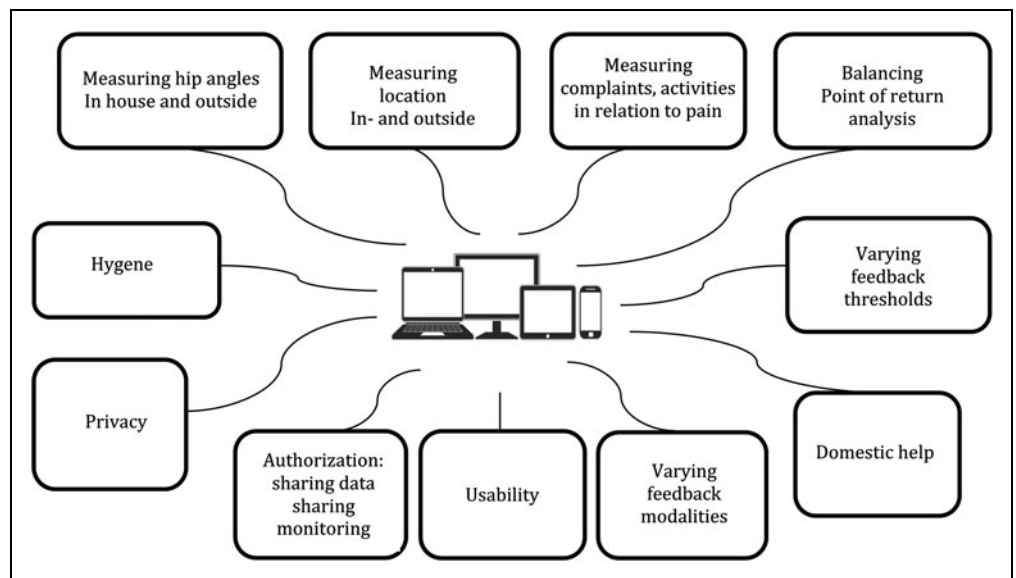 Measuring hip angles
In house and outside
Measuring
location
In- and outside
Measuring
complaints, activities
in relation to pain
Balancing
Point of return
analysis
Hygene
Varying
feedback
thresholds
Privacy
Authorization:
sharing data
sharing
monitoring
Usability
Varying
feedback
modalities
Domestic help